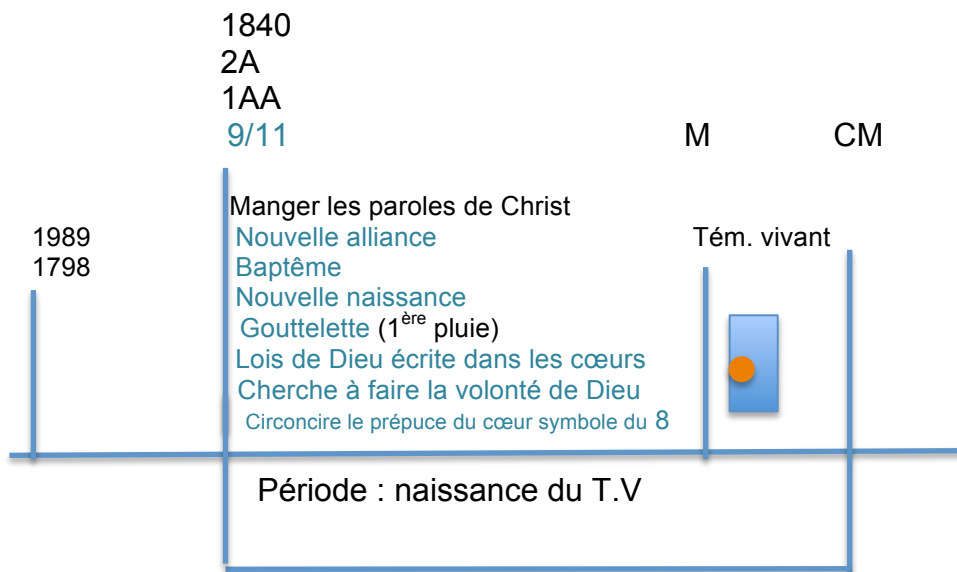 1840
2A
1AA
9/11
M CM
Manger les paroles de Christ
1989 Nouvelle alliance Tém. vivant
1798 Baptême
Nouvelle naissance
Gouttelette (1ère pluie)
Lois de Dieu écrite dans les cœurs
Cherche à faire la volonté de Dieu
Circoncire le prépuce du cœur symbole du 8
Période : naissance du T.V